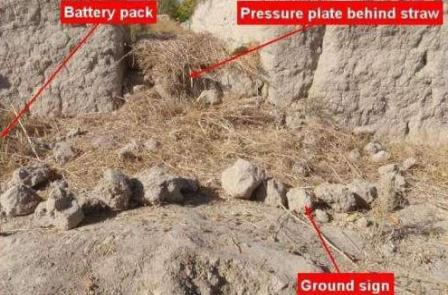 Battery pack
Pressure plate behind straw
Ground sign